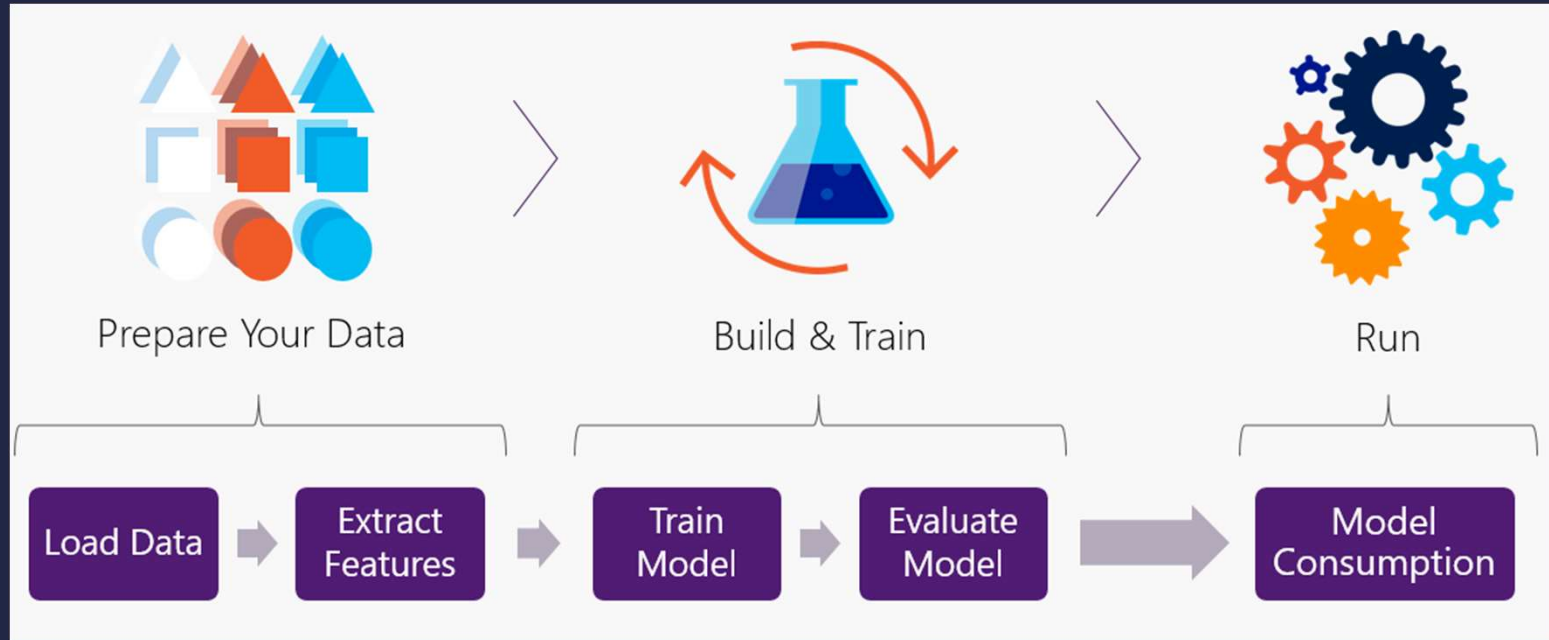 Prepare Your Data
Build & Train
Run
Load Data
Extract
Features
Train
Model
Evaluate
Model
Model
Consumption